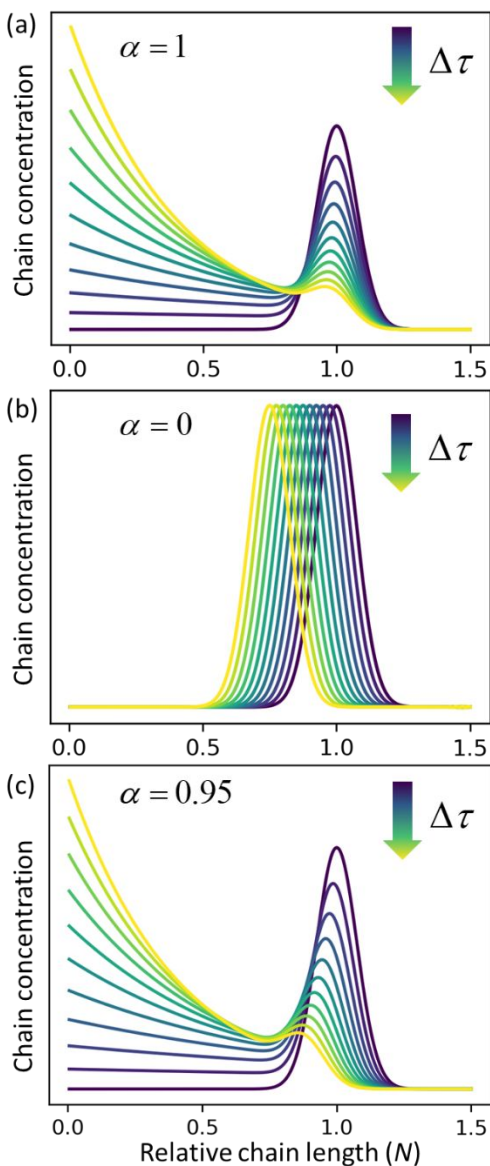 (a)
α = 1
Δτ
Chain concentration
0.0 0.5 1.0 1.5
(b)
α = 0
Δτ
Chain concentration
0.0 0.5 1.0 1.5
(c)
α = 0.95
Δτ
Chain concentration
0.0 0.5 1.0 1.5
Relative chain length (N)